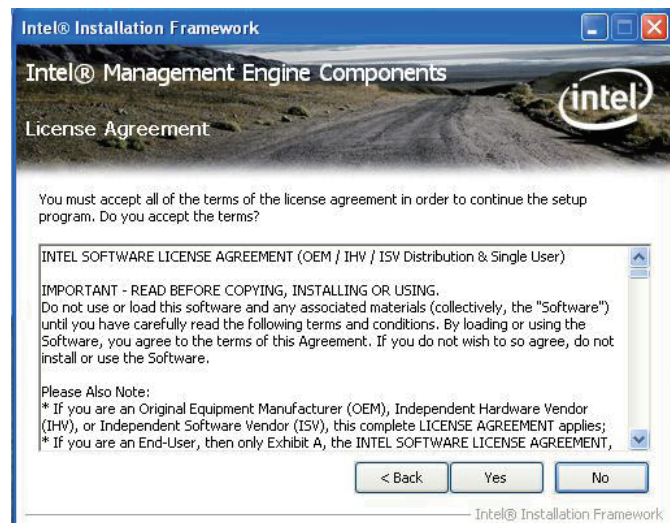 Intel® Installation Framework
Intel® Management Engine Components
intel
License Agreement
You must accept all of the terms of the license agreement in order to continue the setup
program. Do you accept the terms?
INTEL SOFTWARE LICENSE AGREEMENT (OEM / IHV / ISV Distribution & Single User)
IMPORTANT - READ BEFORE COPYING, INSTALLING OR USING.
Do not use or load this software and any associated materials (collectively, the "Software")
until you have carefully read the following terms and conditions. By loading or using the
Software, you agree to the terms of this Agreement. If you do not wish to so agree, do not
install or use the Software.
Please Also Note:
* If you are an Original Equipment Manufacturer (OEM), Independent Hardware Vendor
(IHV), or Independent Software Vendor (ISV), this complete LICENSE AGREEMENT applies;
* If you are an End-User, then only Exhibit A, the INTEL SOFTWARE LICENSE AGREEMENT,
< Back Yes No
Intel® Installation Framework